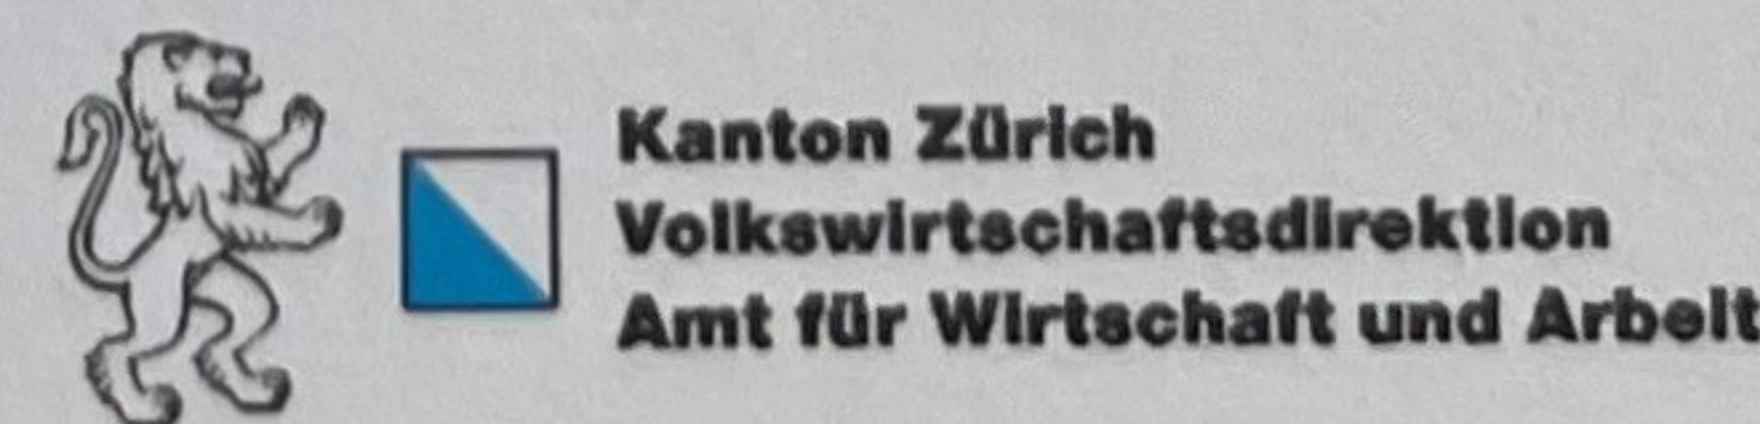 Kanton Zürich
Volkswirtschaftsdirektion
Amt für Wirtschaft und Arbeit